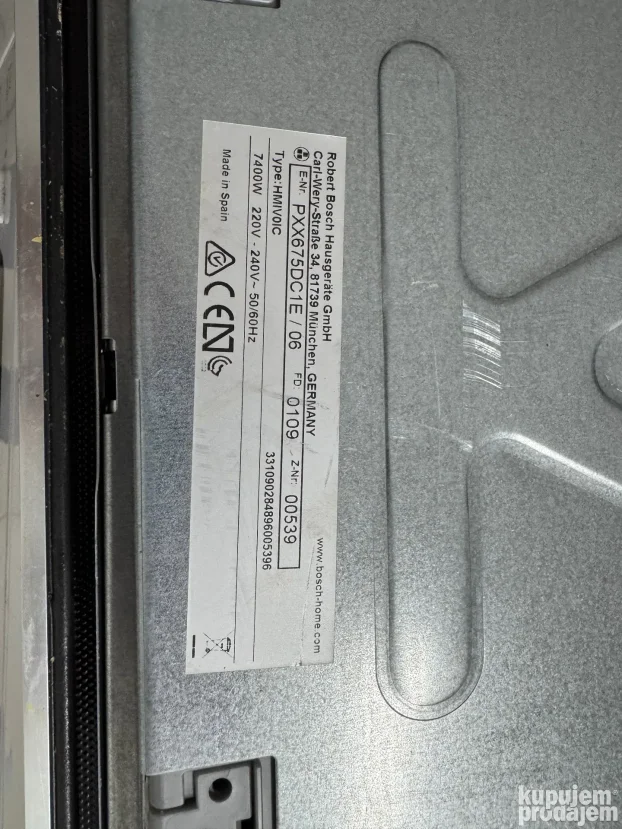 Robert Bosch Hausgeräte GmbH
Carl-Wery-Straße 34, 81739 München, GERMANY
www.bosch-home.com
E-Nr. PXX675DC1E / 06 FD: 0109 Z-Nr: 00539
Type:HMIV0IC
331090284896005396
7400W 220V - 240V~ 50/60Hz
Made in Spain
CE N
kupujem
prodajem